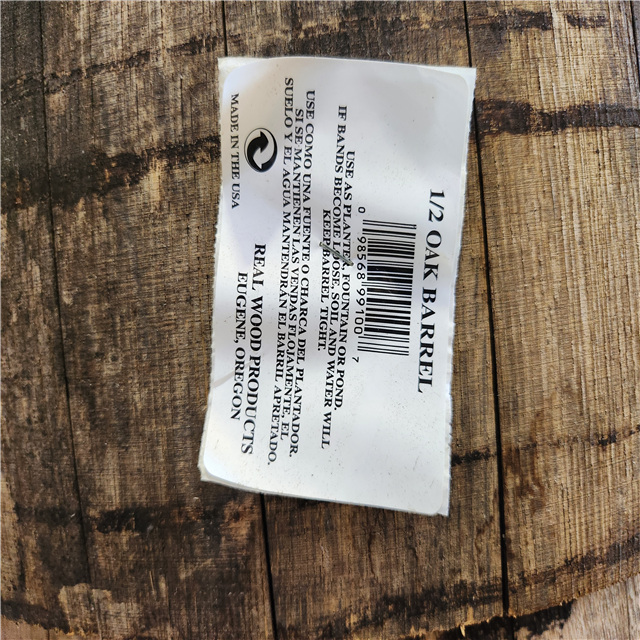 1/2 OAK BARREL
0 98568 99100 7
USE AS PLANTER, FOUNTAIN OR POND.
IF BANDS BECOME LOOSE, SOIL AND WATER WILL
KEEP BARREL TIGHT.
USE COMO UNA FUENTE O CHARCA DEL PLANTADOR.
SI SE MANTIENEN LAS VENDAS FLOJAMENTE, EL
SUELO Y EL AGUA MANTENDRAN EL BARRIL APRETADO.
REAL WOOD PRODUCTS
EUGENE, OREGON
MADE IN THE USA